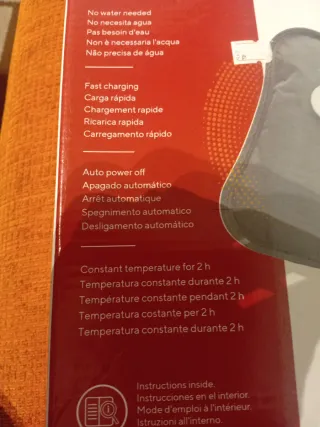 No water needed
No necesita agua
Pas besoin d'eau
Non è necessaria l'acqua
Não precisa de água
Fast charging
Carga rápida
Chargement rapide
Ricarica rapida
Carregamento rápido
Auto power off
Apagado automático
Arrêt automatique
Spegnimento automatico
Desligamento automático
Constant temperature for 2 h
Temperatura constante durante 2 h
Température constante pendant 2 h
Temperatura costante per 2 h
Temperatura constante durante 2 h
Instructions inside.
Instrucciones en el interior.
Mode d'emploi à l'intérieur.
Istruzioni all'interno.